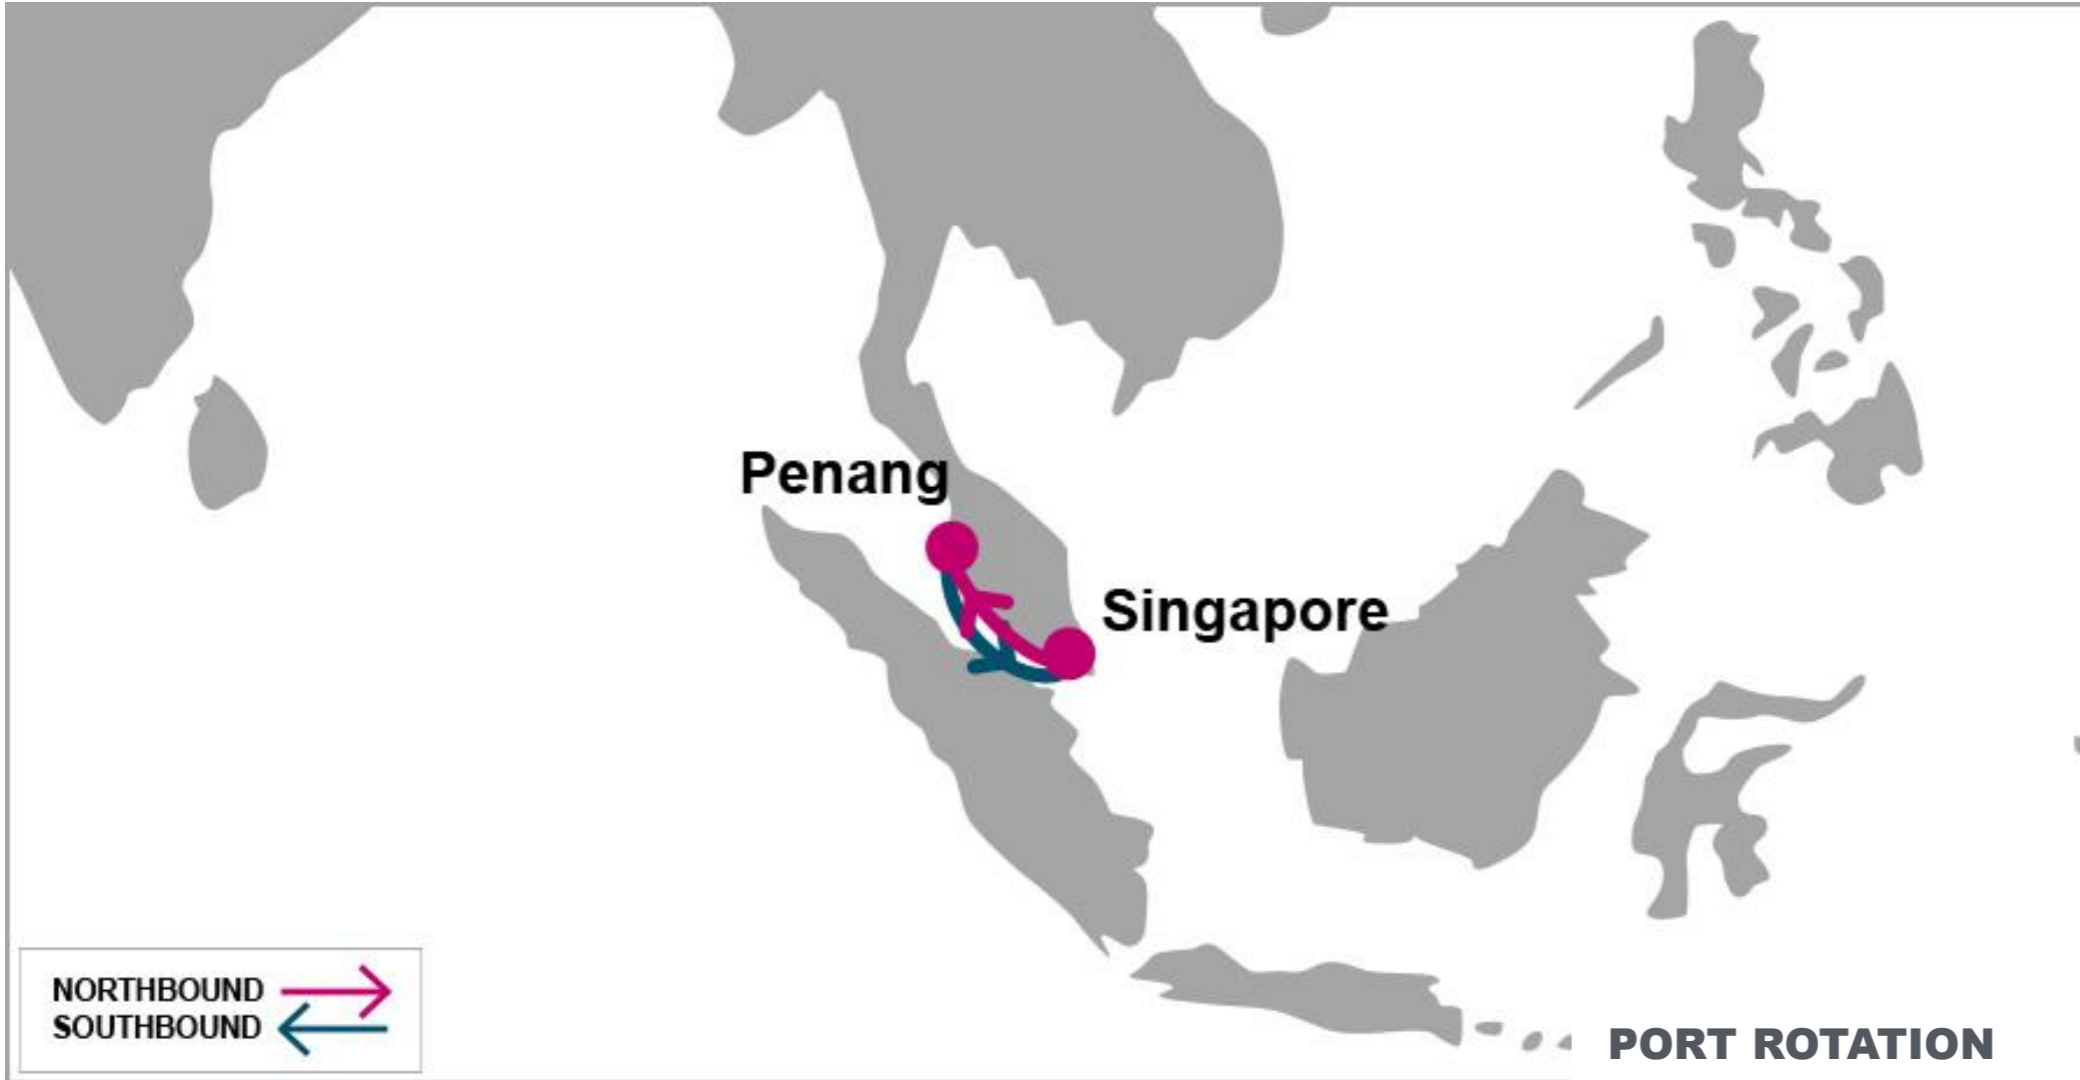 Penang
Singapore
NORTHBOUND
SOUTHBOUND
PORT ROTATION